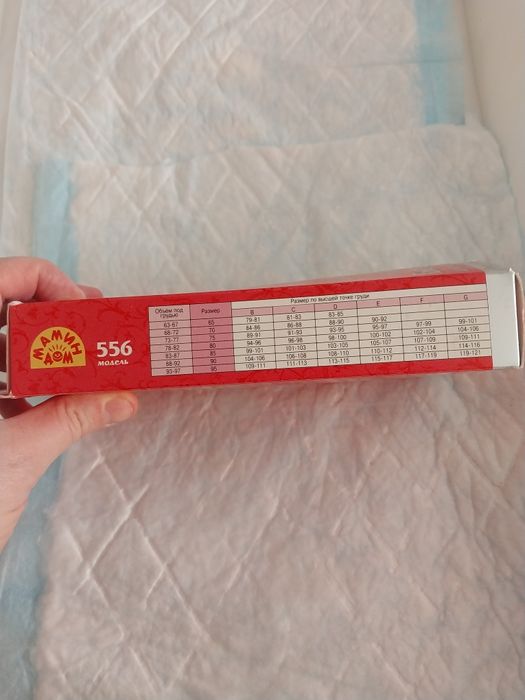 МАМИН
ДОМ
556
МОДЕЛЬ
Объем под грудью Размер Размер по высшей точке груди
B D E F G
63-67 65 79-81 81-83 83-85
68-72 70 84-86 86-88 88-90 90-92
73-77 75 89-91 91-93 93-95 95-97 97-99 99-101
78-82 80 94-96 96-98 98-100 100-102 102-104 104-106
83-87 85 99-101 101-103 103-105 105-107 107-109 109-111
88-92 90 104-106 106-108 108-110 110-112 112-114 114-116
93-97 95 109-111 111-113 113-115 115-117 117-119 119-121